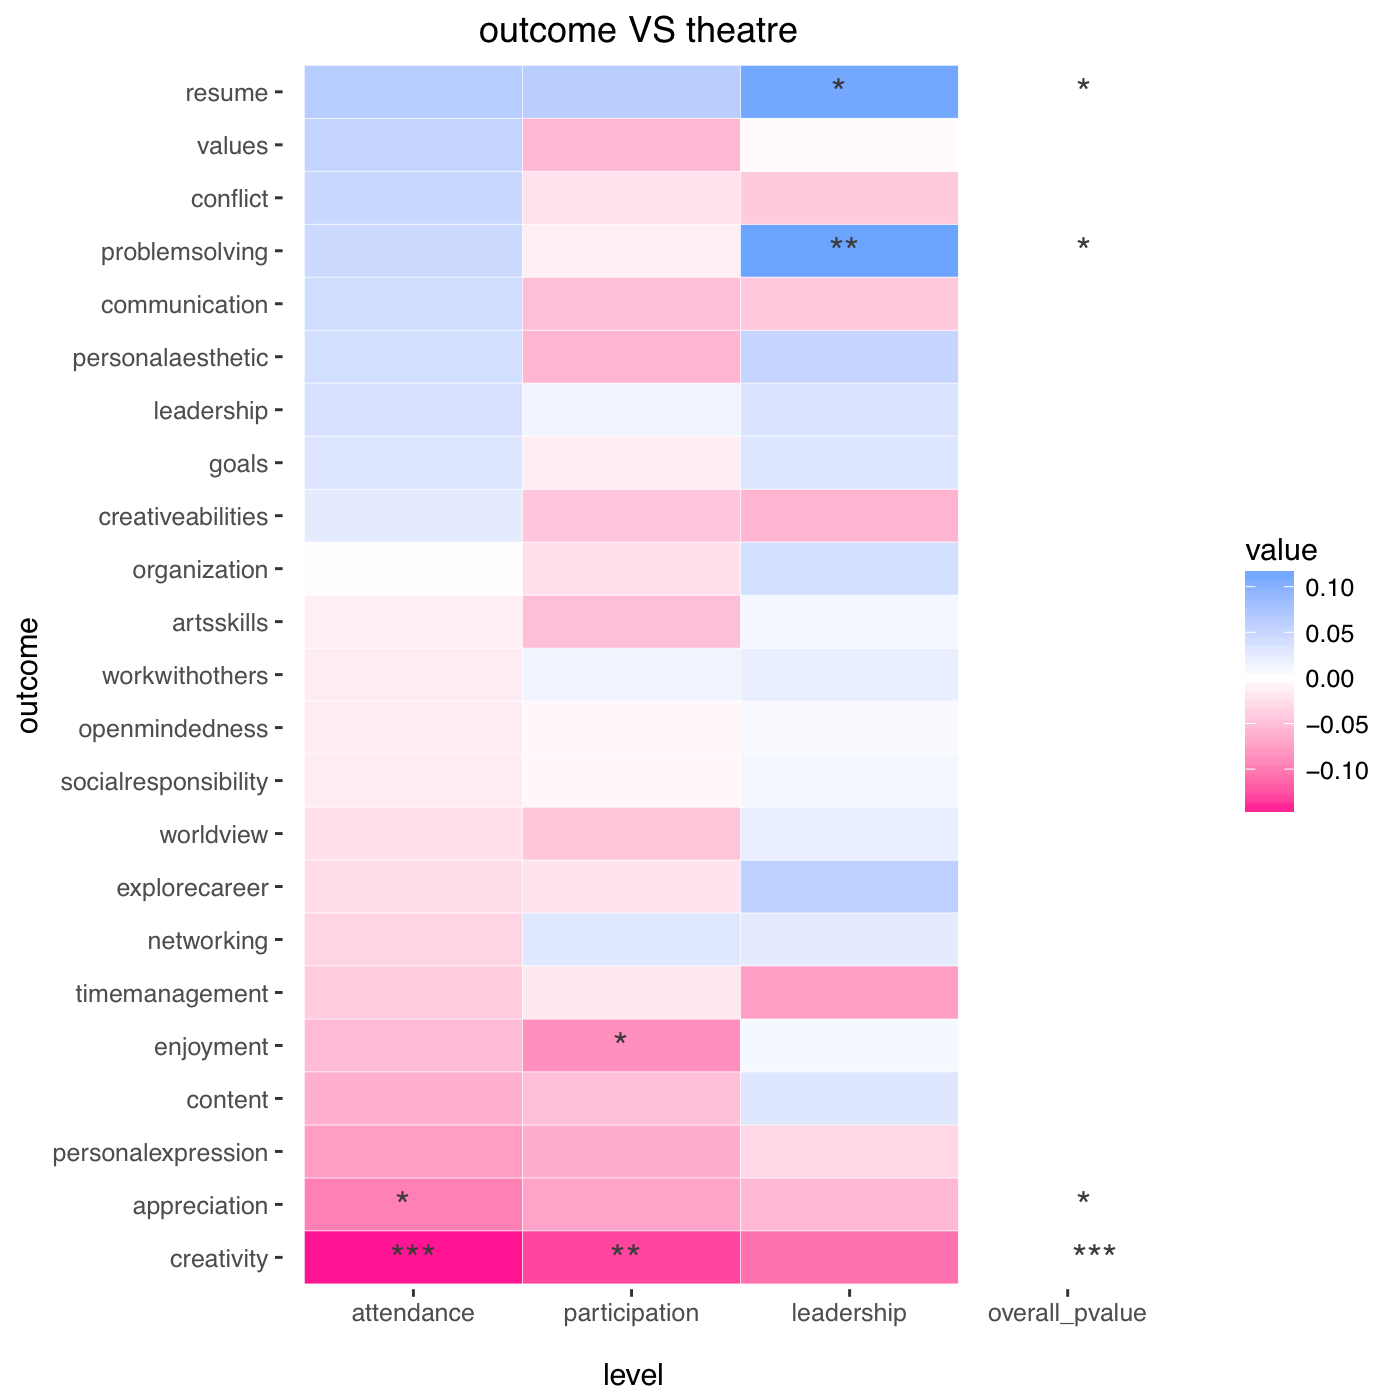 outcome VS theatre
resume * *
values
conflict
problemsolving ** *
communication
personalaesthetic
leadership
goals
creativeabilities
organization
artsskills
workwithothers
openmindedness
socialresponsibility
worldview
explorecareer
networking
timemanagement
enjoyment *
content
personalexpression
appreciation * *
creativity *** ** ***
outcome
attendance participation leadership overall_pvalue
level
value
0.10
0.05
0.00
−0.05
−0.10